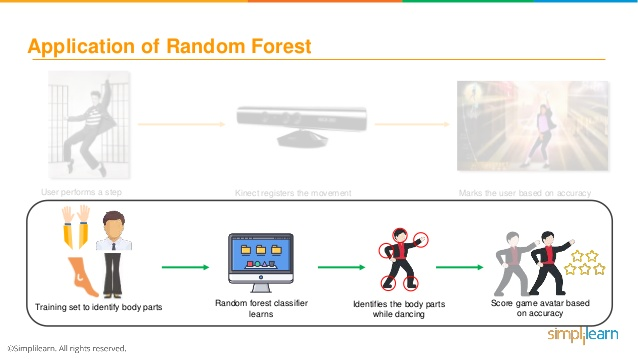 Application of Random Forest
User performs a step
Kinect registers the movement
Marks the user based on accuracy
Training set to identify body parts
Random forest classifier
learns
Identifies the body parts
while dancing
Score game avatar based
on accuracy
©Simplilearn. All rights reserved.
simplilearn